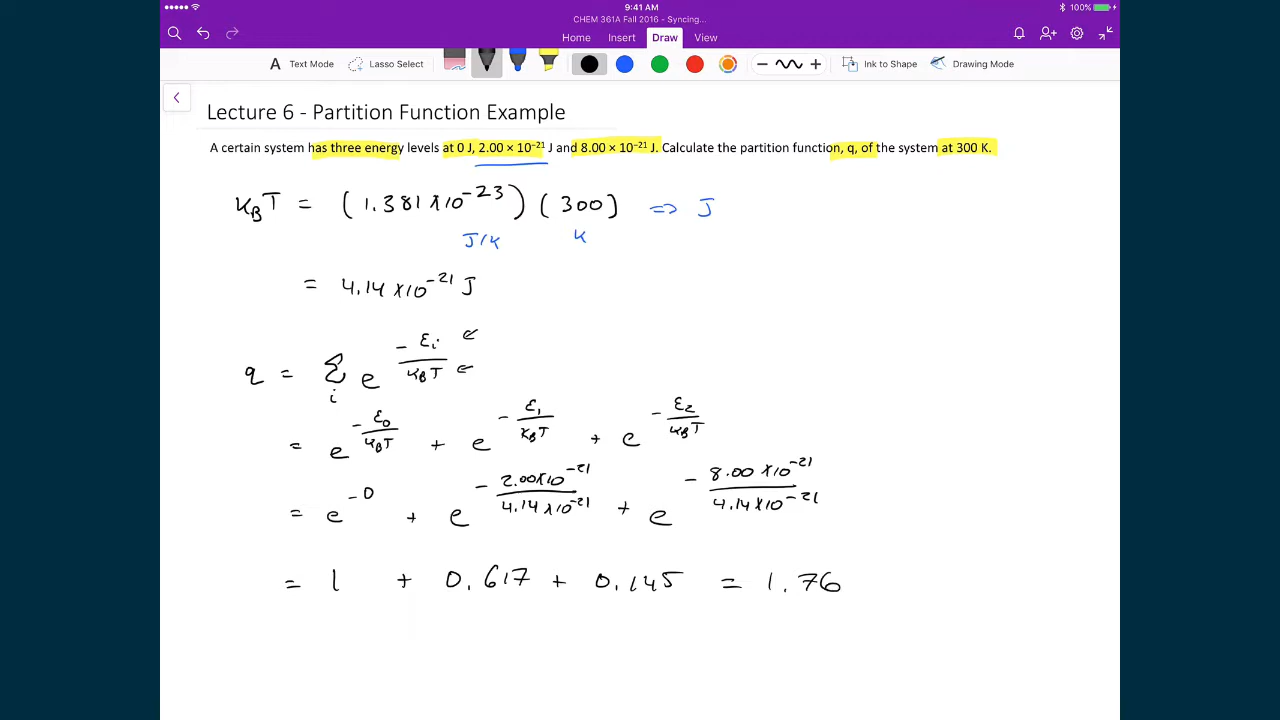 9:41 AM
100%
CHEM 361A Fall 2016 - Syncing...
Home Insert Draw View
A Text Mode Lasso Select Ink to Shape Drawing Mode
Lecture 6 - Partition Function Example
A certain system has three energy levels at 0 J, 2.00 × 10⁻²¹ J and 8.00 × 10⁻²¹ J. Calculate the partition function, q, of the system at 300 K.
K_B T = (1.381×10⁻²³) (300) ⇒ J
J/K K
= 4.14×10⁻²¹ J
q = Σ_i e^(-ε_i / K_B T)
= e^(-ε_0 / K_B T) + e^(-ε_1 / K_B T) + e^(-ε_2 / K_B T)
= e^(-0) + e^(-2.00×10⁻²¹ / 4.14×10⁻²¹) + e^(-8.00×10⁻²¹ / 4.14×10⁻²¹)
= 1 + 0.617 + 0.145 = 1.76